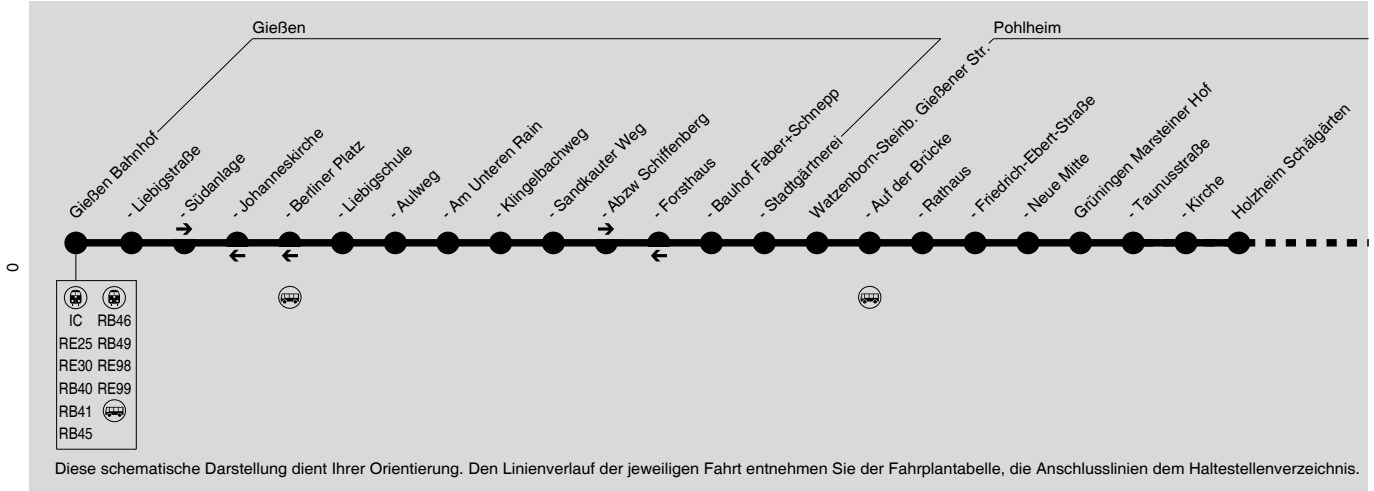 Gießen
Pohlheim
Gießen Bahnhof
- Liebigstraße
- Südanlage
- Johanneskirche
- Berliner Platz
- Liebigschule
- Aulweg
- Am Unteren Rain
- Klingelbachweg
- Sandkauter Weg
- Abzw Schiffenberg
- Forsthaus
- Bauhof Faber+Schnepp
- Stadtgärtnerei
Watzenborn-Steinb. Gießener Str.
- Auf der Brücke
- Rathaus
- Friedrich-Ebert-Straße
- Neue Mitte
Grüningen Marsteiner Hof
- Taunusstraße
- Kirche
Holzheim Schälgärten
0
IC RB46
RE25 RB49
RE30 RE98
RB40 RE99
RB41
RB45
Diese schematische Darstellung dient Ihrer Orientierung. Den Linienverlauf der jeweiligen Fahrt entnehmen Sie der Fahrplantabelle, die Anschlusslinien dem Haltestellenverzeichnis.